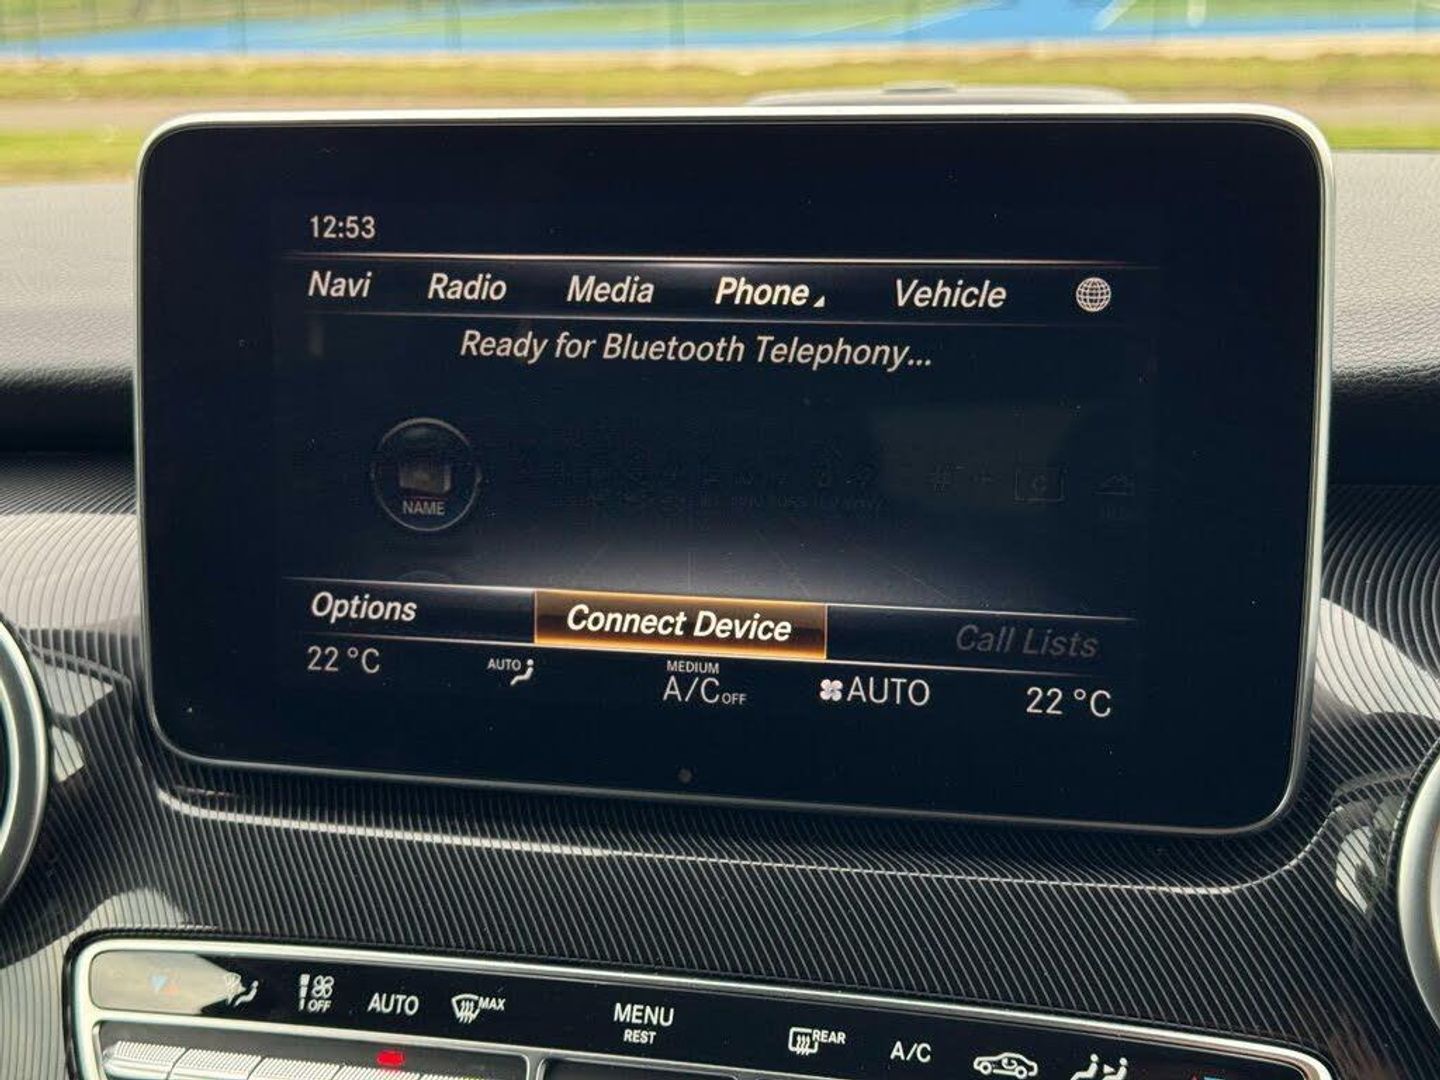 12:53
Navi Radio Media Phone Vehicle
Ready for Bluetooth Telephony...
NAME
Options Connect Device Call Lists
22 °C AUTO MEDIUM A/C OFF AUTO 22 °C
OFF AUTO MAX MENU REST REAR A/C